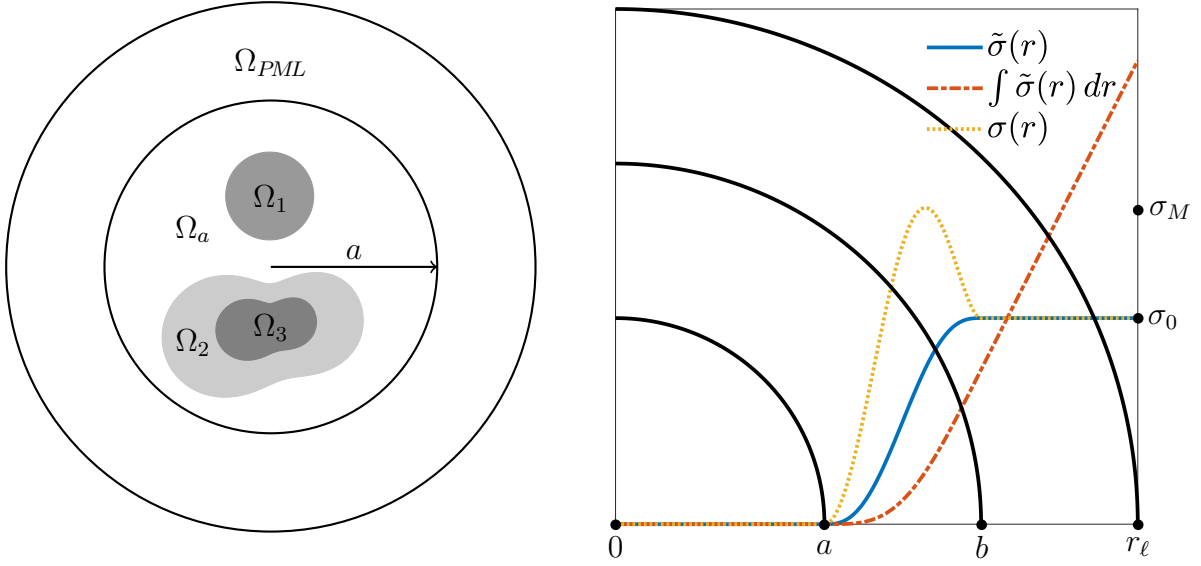 Ω_PML
Ω_1
Ω_a
a
Ω_2
Ω_3
σ̃(r)
∫ σ̃(r) dr
σ(r)
σ_M
σ_0
0
a
b
r_ℓ